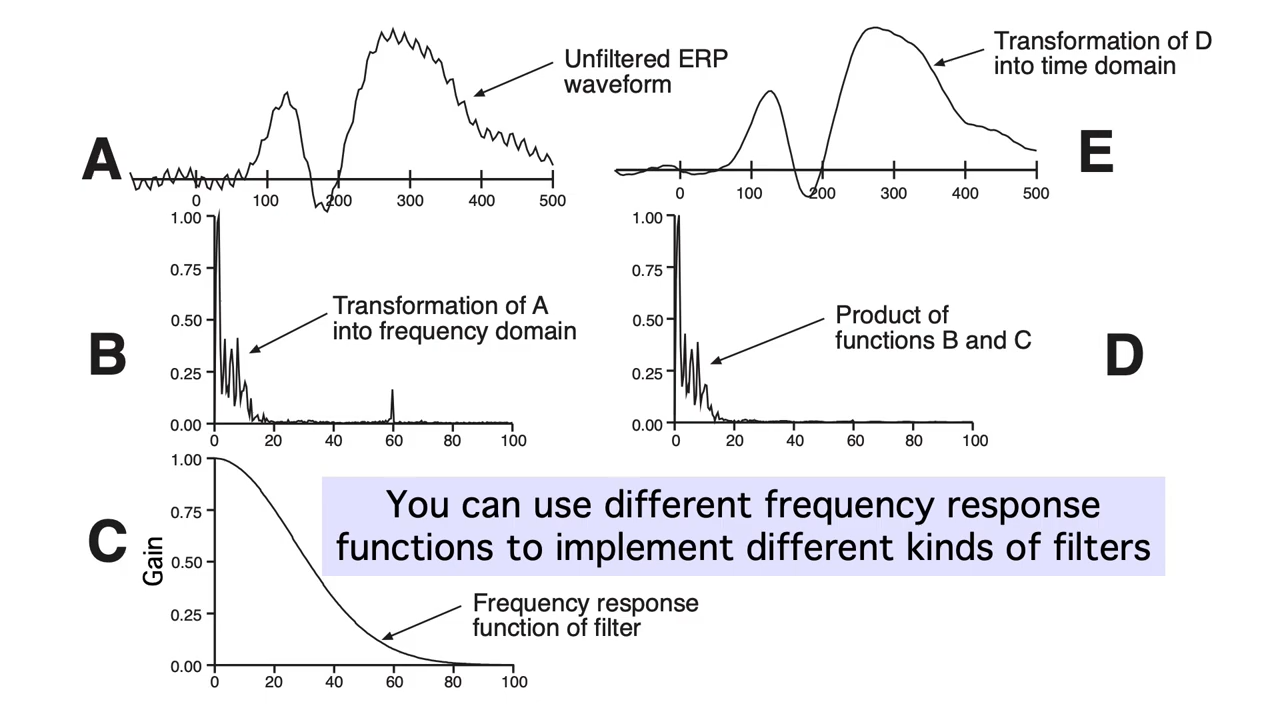 A
Unfiltered ERP
waveform
0 100 200 300 400 500
Transformation of D
into time domain
E
0 100 200 300 400 500
B
1.00
0.75
0.50
0.25
0.00
0 20 40 60 80 100
Transformation of A
into frequency domain
1.00
0.75
0.50
0.25
0.00
0 20 40 60 80 100
Product of
functions B and C
D
C
Gain
1.00
0.75
0.50
0.25
0.00
0 20 40 60 80 100
You can use different frequency response
functions to implement different kinds of filters
Frequency response
function of filter